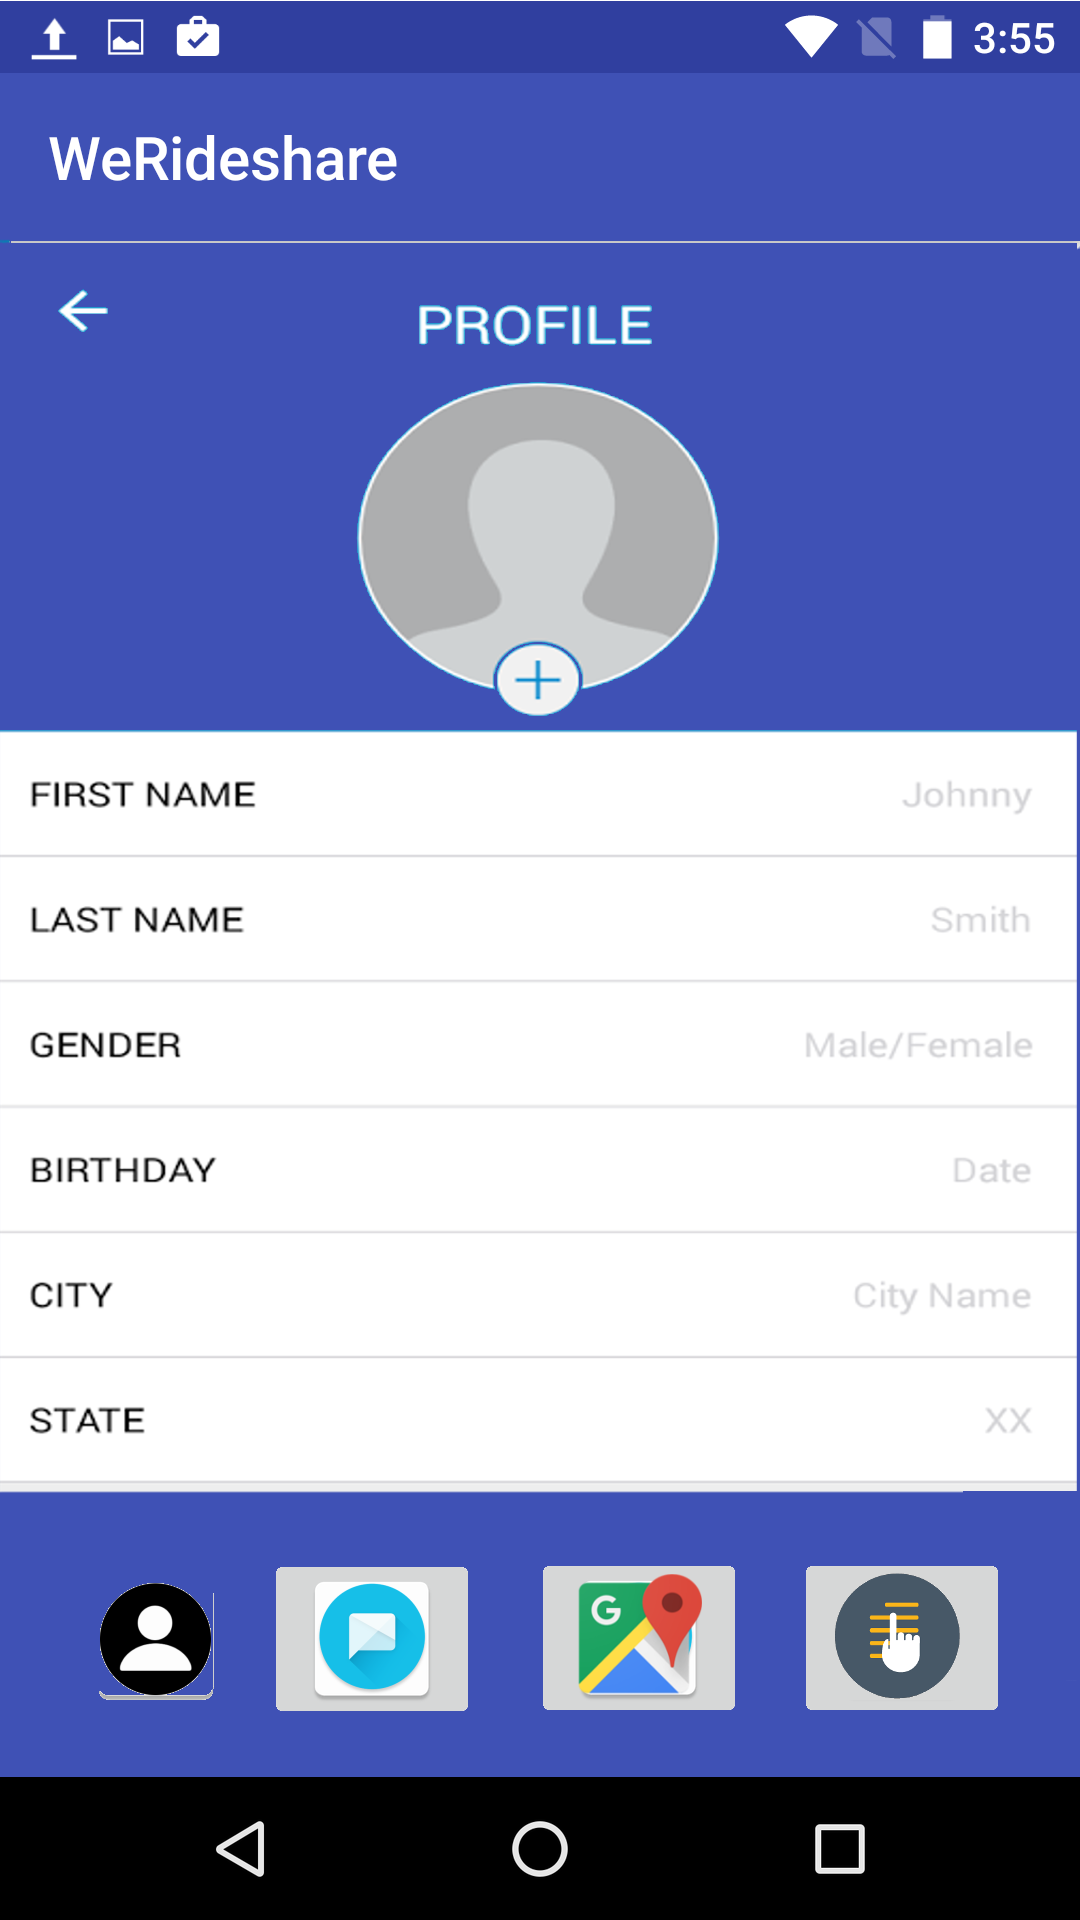 3:55
WeRideshare
PROFILE
FIRST NAME Johnny
LAST NAME Smith
GENDER Male/Female
BIRTHDAY Date
CITY City Name
STATE XX
G